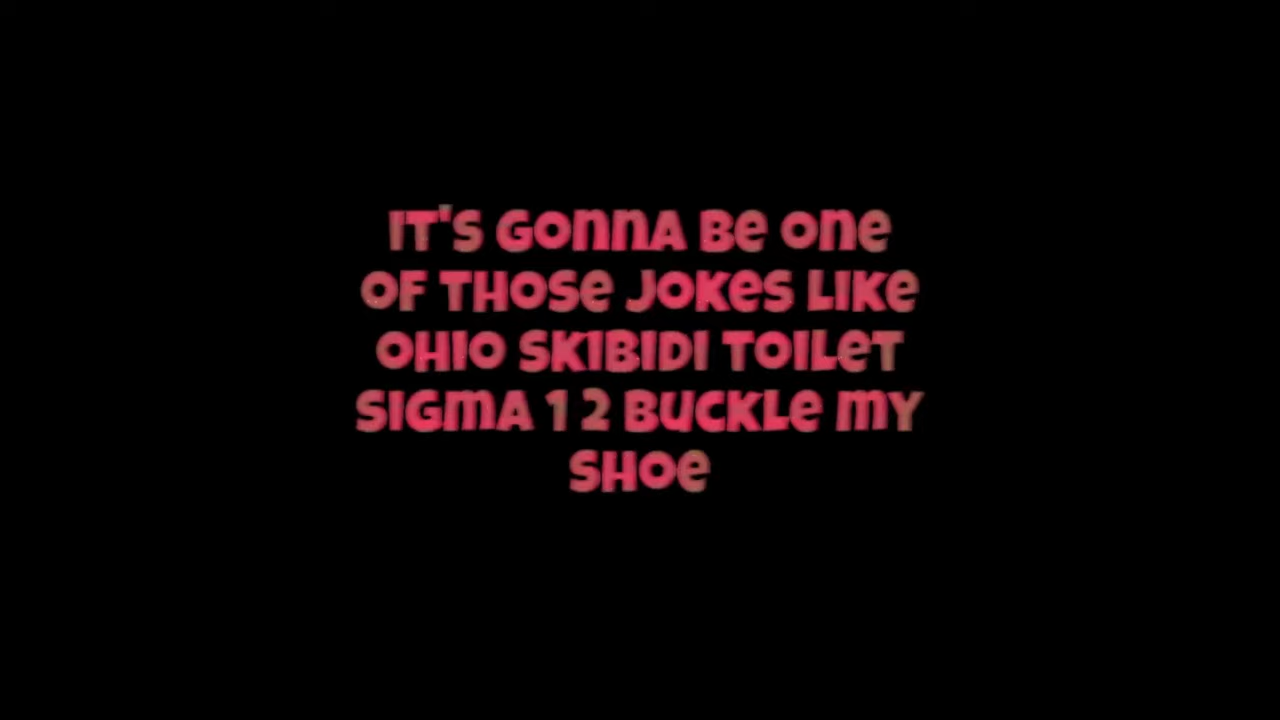 IT'S GONNA BE ONE
OF THOSE JOKES LIKE
OHIO SKIBIDI TOILET
SIGMA 1 2 BUCKLE MY
SHOE